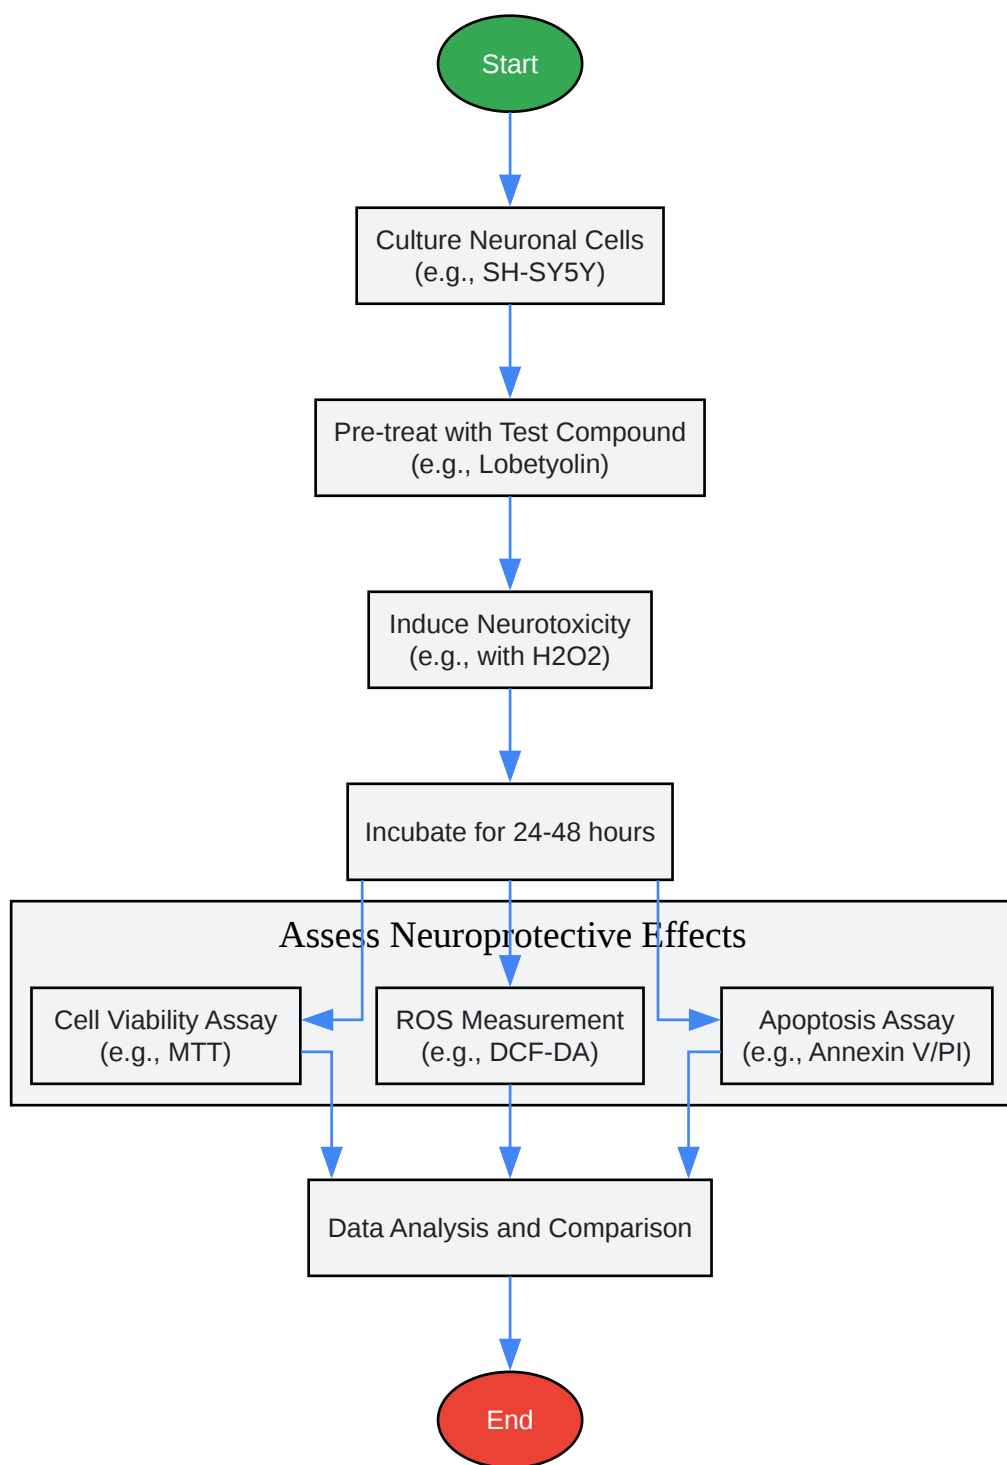 Start
Culture Neuronal Cells
(e.g., SH-SY5Y)
Pre-treat with Test Compound
(e.g., Lobetyolin)
Induce Neurotoxicity
(e.g., with H2O2)
Incubate for 24-48 hours
Assess Neuroprotective Effects
Cell Viability Assay
(e.g., MTT)
ROS Measurement
(e.g., DCF-DA)
Apoptosis Assay
(e.g., Annexin V/PI)
Data Analysis and Comparison
End